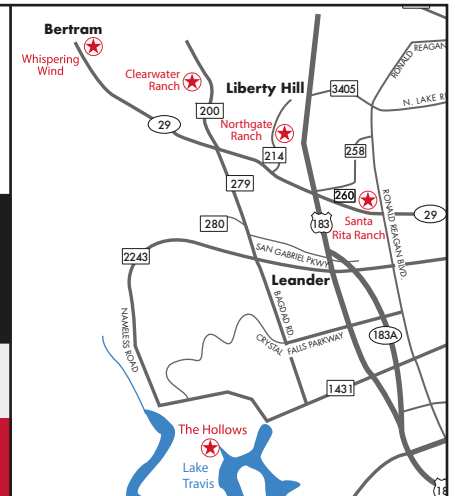 Bertram
Whispering
Wind
Clearwater
Ranch
200
29
Liberty Hill
3405
RONALD REAGAN
N. LAKE
Northgate
Ranch
214
258
279
260
Santa
Rita Ranch
29
280
183
RONALD REAGAN BLVD.
SAN GABRIEL PKWY
2243
Leander
NAMELESS ROAD
BAGDAD RD.
CRYSTAL FALLS PARKWAY
183A
1431
The Hollows
Lake
Travis